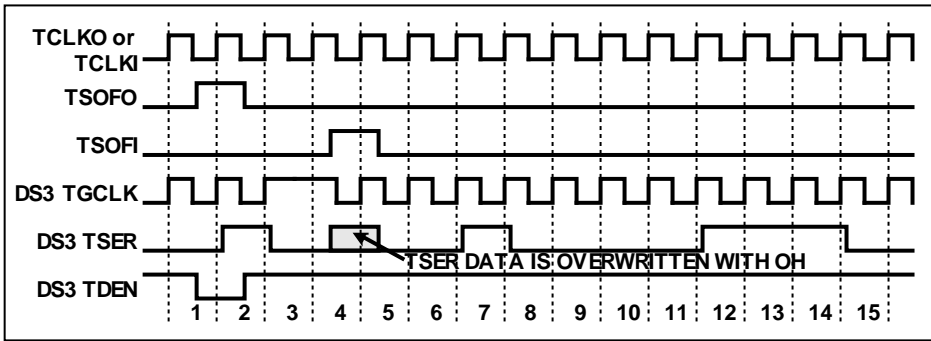 TCLKO or
TCLKI
TSOFO
TSOFI
DS3 TGCLK
DS3 TSER
TSER DATA IS OVERWRITTEN WITH OH
DS3 TDEN
1 2 3 4 5 6 7 8 9 10 11 12 13 14 15